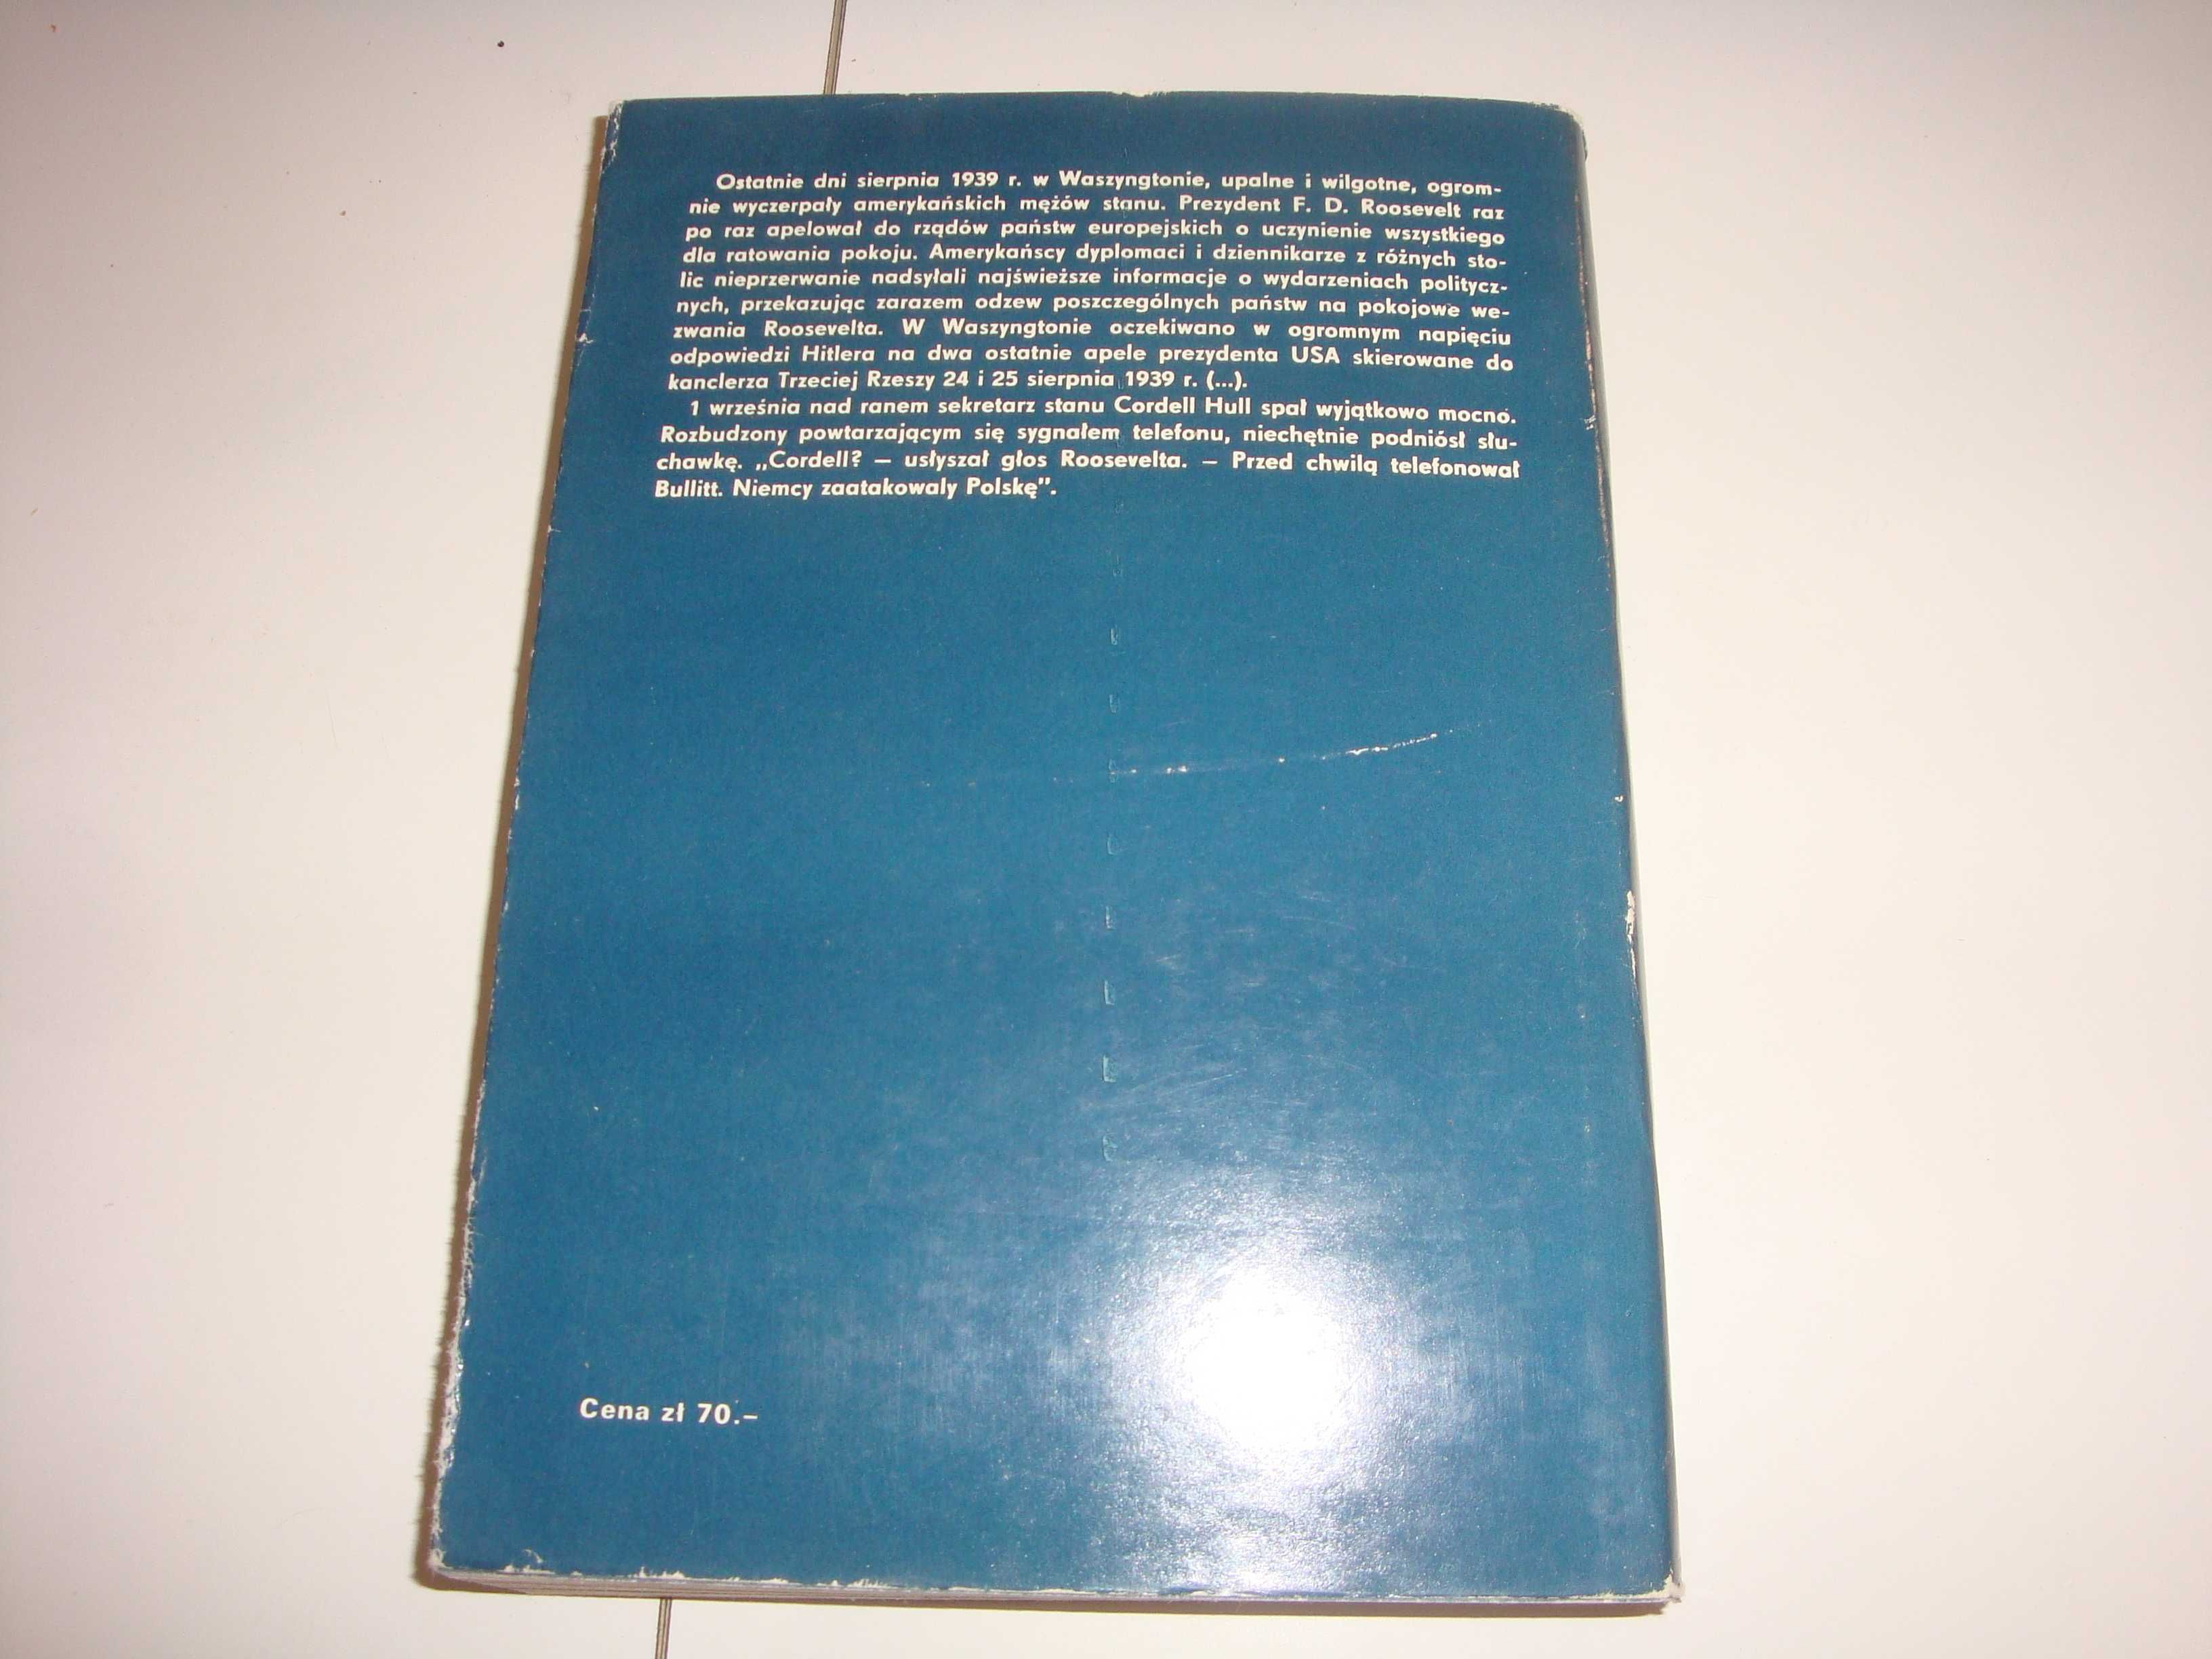 Ostatnie dni sierpnia 1939 r. w Waszyngtonie, upalne i wilgotne, ogrom-
nie wyczerpały amerykańskich mężów stanu. Prezydent F. D. Roosevelt raz
po raz apelował do rządów państw europejskich o uczynienie wszystkiego
dla ratowania pokoju. Amerykańscy dyplomaci i dziennikarze z różnych sto-
lic nieprzerwanie nadsyłali najświeższe informacje o wydarzeniach politycz-
nych, przekazując zarazem odzew poszczególnych państw na pokojowe we-
zwania Roosevelta. W Waszyngtonie oczekiwano w ogromnym napięciu
odpowiedzi Hitlera na dwa ostatnie apele prezydenta USA skierowane do
kanclerza Trzeciej Rzeszy 24 i 25 sierpnia 1939 r. (...).
1 września nad ranem sekretarz stanu Cordell Hull spał wyjątkowo mocno.
Rozbudzony powtarzającym się sygnałem telefonu, niechętnie podniósł słu-
chawkę. „Cordell? — usłyszał głos Roosevelta. — Przed chwilą telefonował
Bullitt. Niemcy zaatakowaly Polskę".
Cena zł 70.–